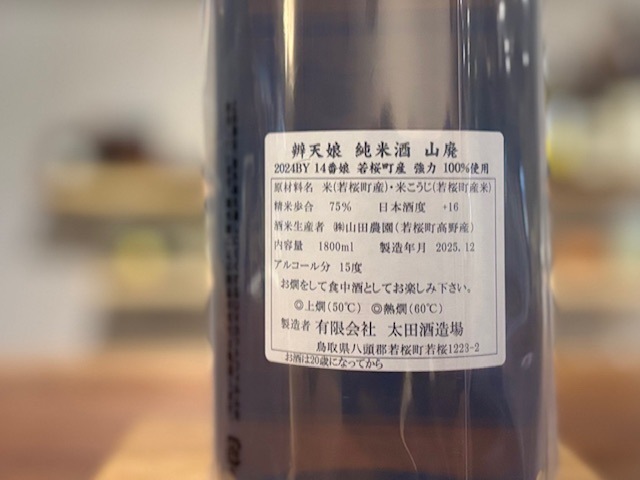 辨天娘 純米酒 山廃
2024BY 14番娘 若桜町産 強力 100%使用
原材料名 米(若桜町産)・米こうじ(若桜町産米)
精米歩合 75% 日本酒度 +16
酒米生産者 ㈱山田農園(若桜町高野産)
内容量 1800ml 製造年月 2025.12
アルコール分 15度
お燗をして食中酒としてお楽しみ下さい。
◎上燗(50℃) ◎熱燗(60℃)
製造者 有限会社 太田酒造場
鳥取県八頭郡若桜町若桜1223-2
お酒は20歳になってから